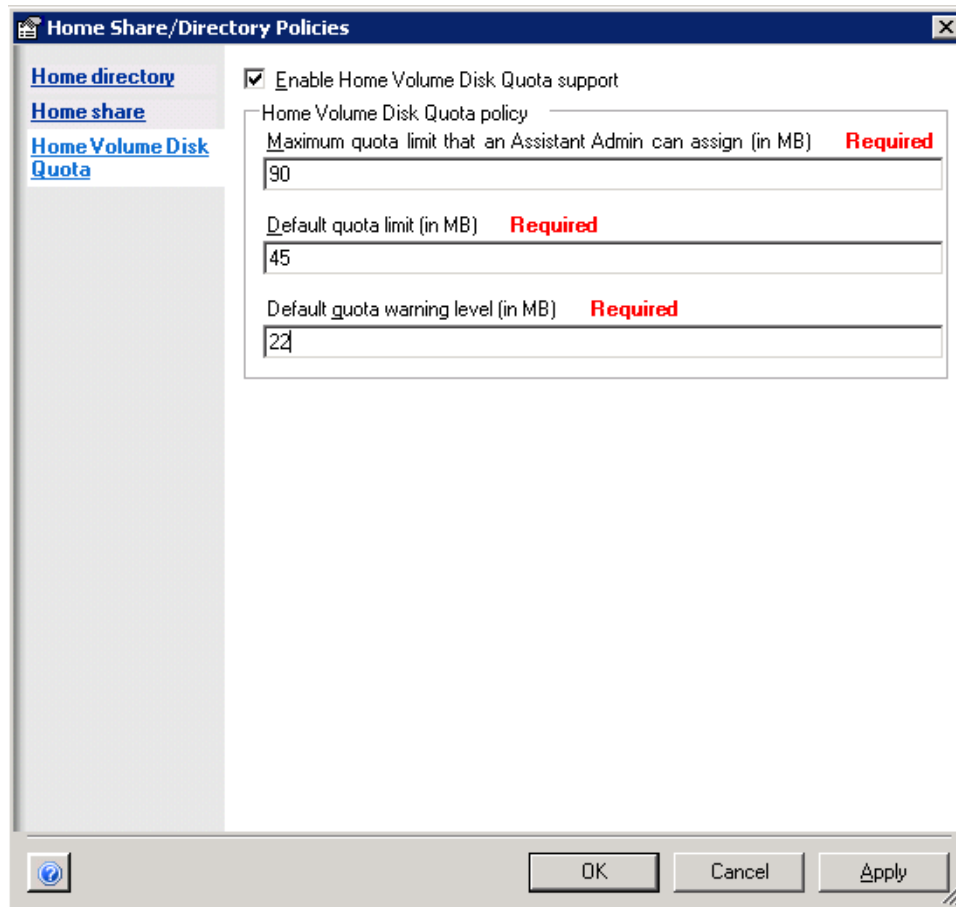 Home Share/Directory Policies
Home directory
Home share
Home Volume Disk
Quota
Enable Home Volume Disk Quota support
Home Volume Disk Quota policy
Maximum quota limit that an Assistant Admin can assign (in MB) Required
90
Default quota limit (in MB) Required
45
Default quota warning level (in MB) Required
22
?
OK Cancel Apply